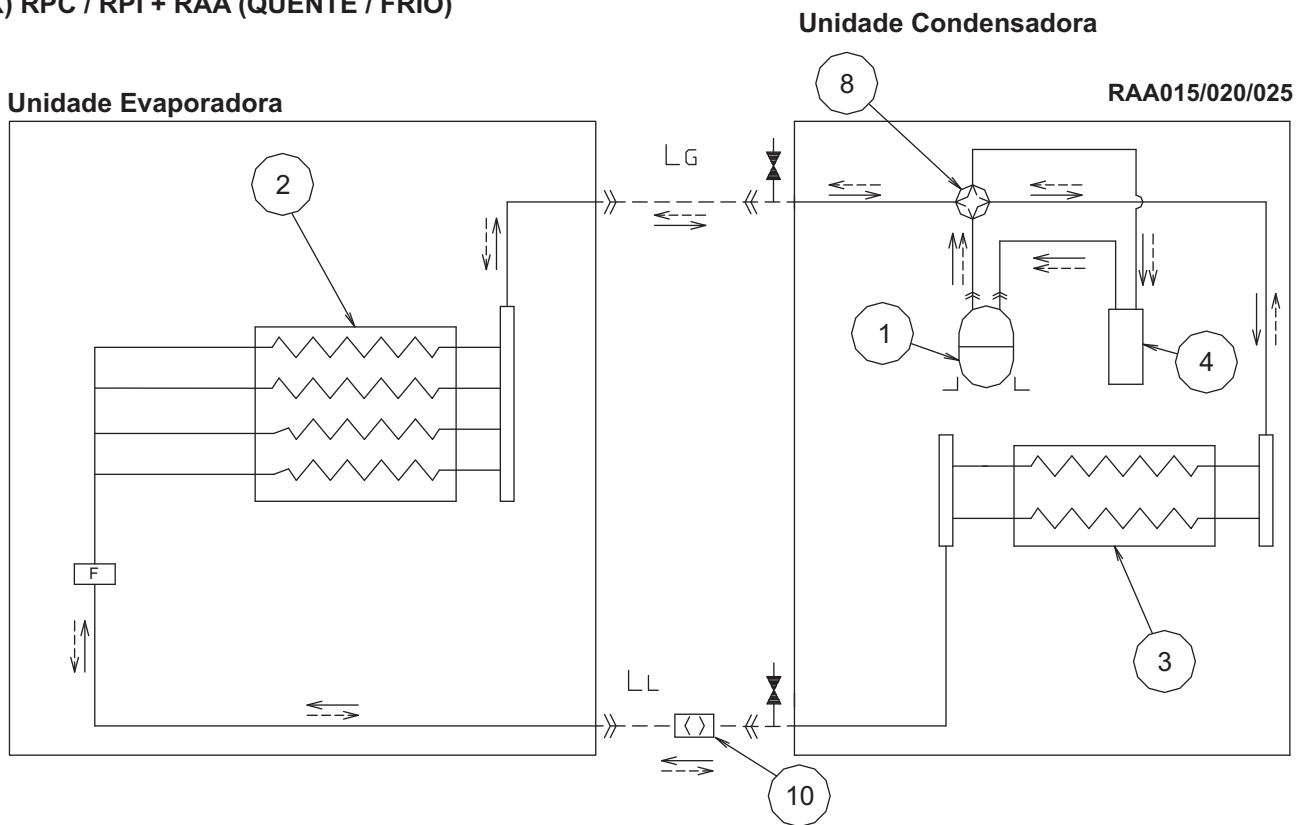 ) RPC / RPI + RAA (QUENTE / FRIO)
Unidade Condensadora
Unidade Evaporadora
8
RAA015/020/025
LG
2
1
4
F
3
LL
10